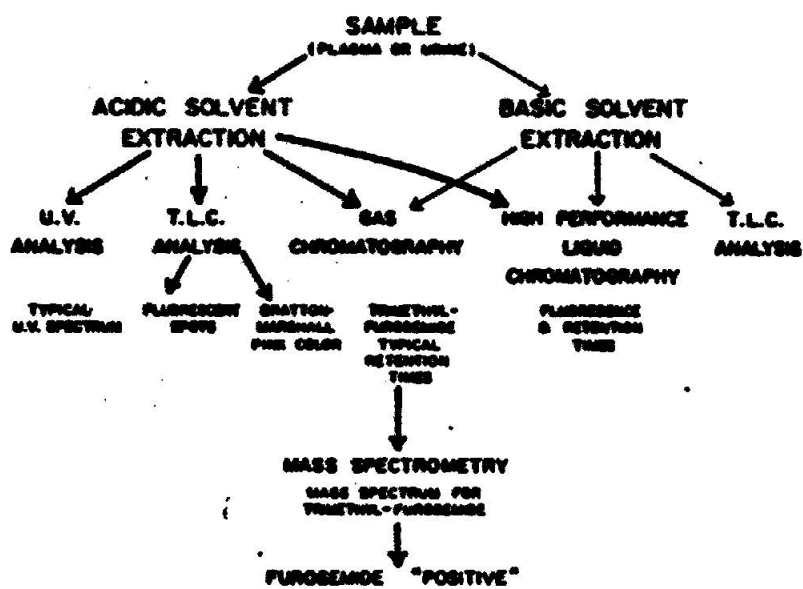 SAMPLE
(PLASMA OR URINE)
ACIDIC SOLVENT
EXTRACTION
BASIC SOLVENT
EXTRACTION
U.V.
ANALYSIS
T.L.C.
ANALYSIS
GAS
CHROMATOGRAPHY
HIGH PERFORMANCE
LIQUID
CHROMATOGRAPHY
T.L.C.
ANALYSIS
TYPICAL
U.V. SPECTRUM
FLUORESCENT
SPOTS
BRATTON-
MARSHALL
PINK COLOR
TRIMETHYL-
FUROSEMIDE
TYPICAL
RETENTION
TIMES
FLUORESENCE
& RETENTION
TIMES
MASS SPECTROMETRY
MASS SPECTRUM FOR
TRIMETHYL-FUROSEMIDE
FUROSEMIDE "POSITIVE"